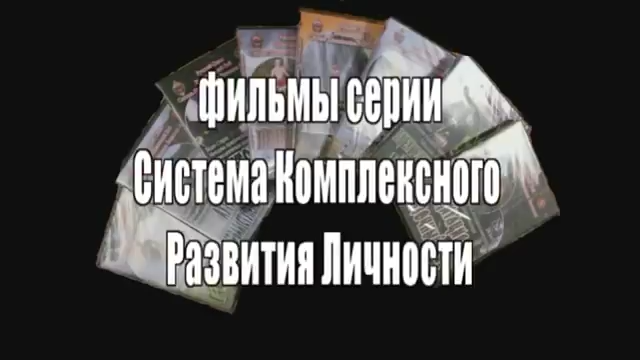 фильмы серии
Система Комплексного
Развития Личности